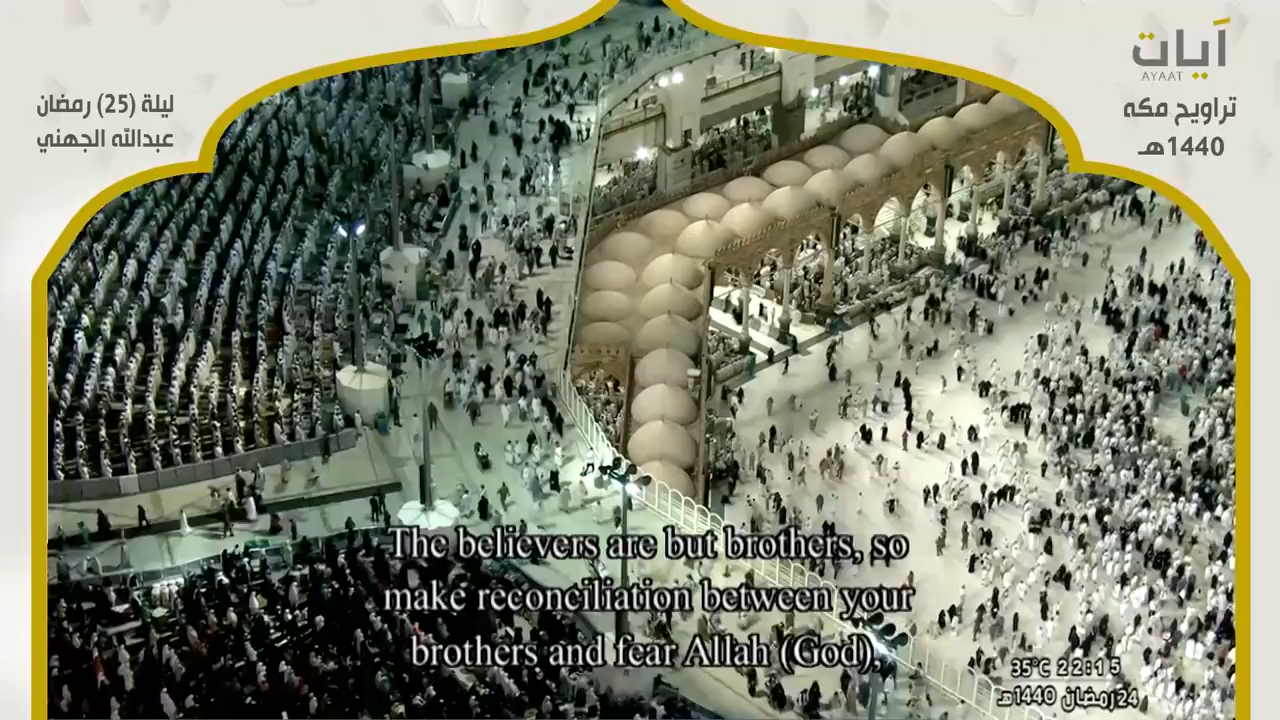 آيات
AYAAT
تراويح مكه
1440هـ
ليلة (25) رمضان
عبدالله الجهني
The believers are but brothers, so
make reconciliation between your
brothers and fear Allah (God),
35°C 22:15
24رمضان 1440هـ